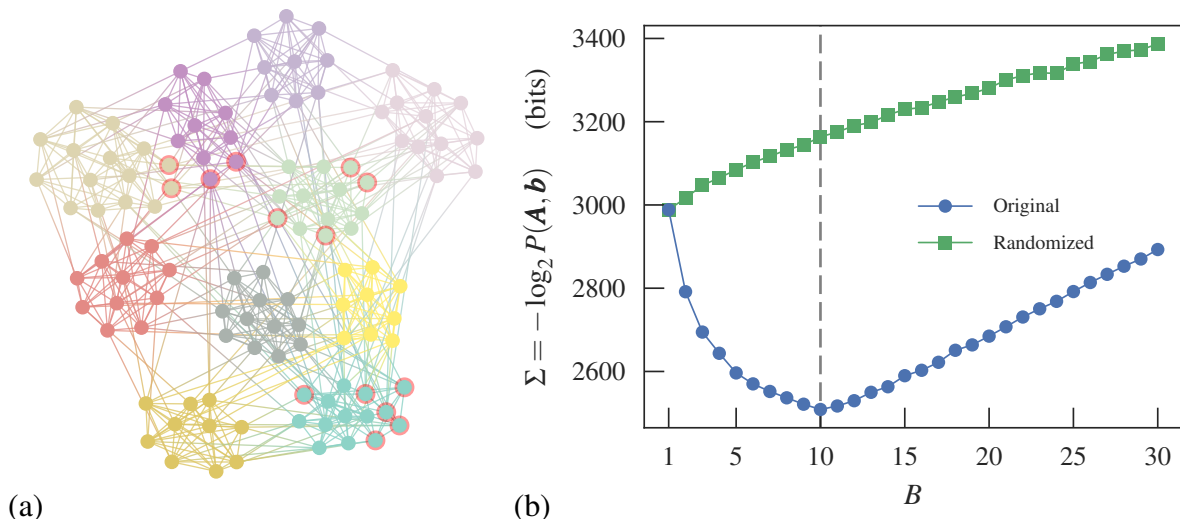 (a)
(b)
Σ = − log₂ P(A, b) (bits)
3400
3200
3000
2800
2600
Original
Randomized
1 5 10 15 20 25 30
B